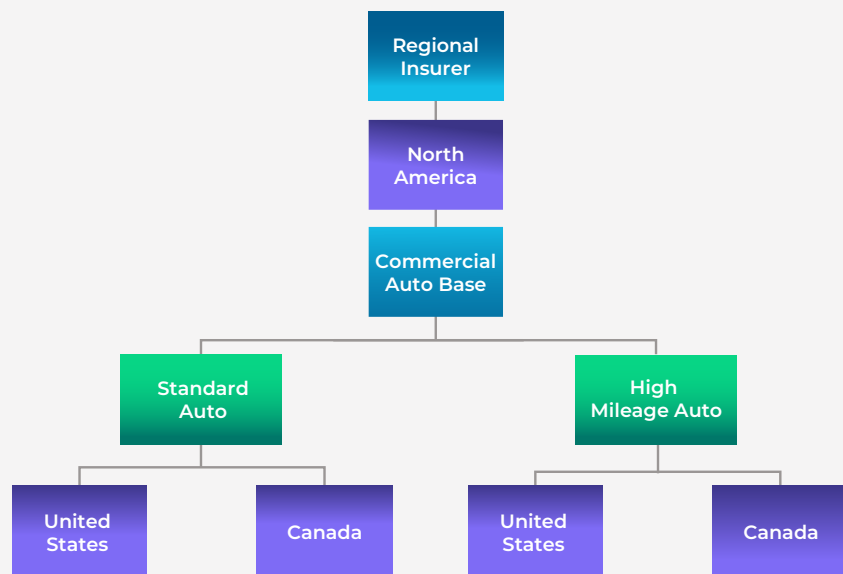 Regional
Insurer
North
America
Commercial
Auto Base
Standard
Auto
High
Mileage Auto
United
States
Canada
United
States
Canada